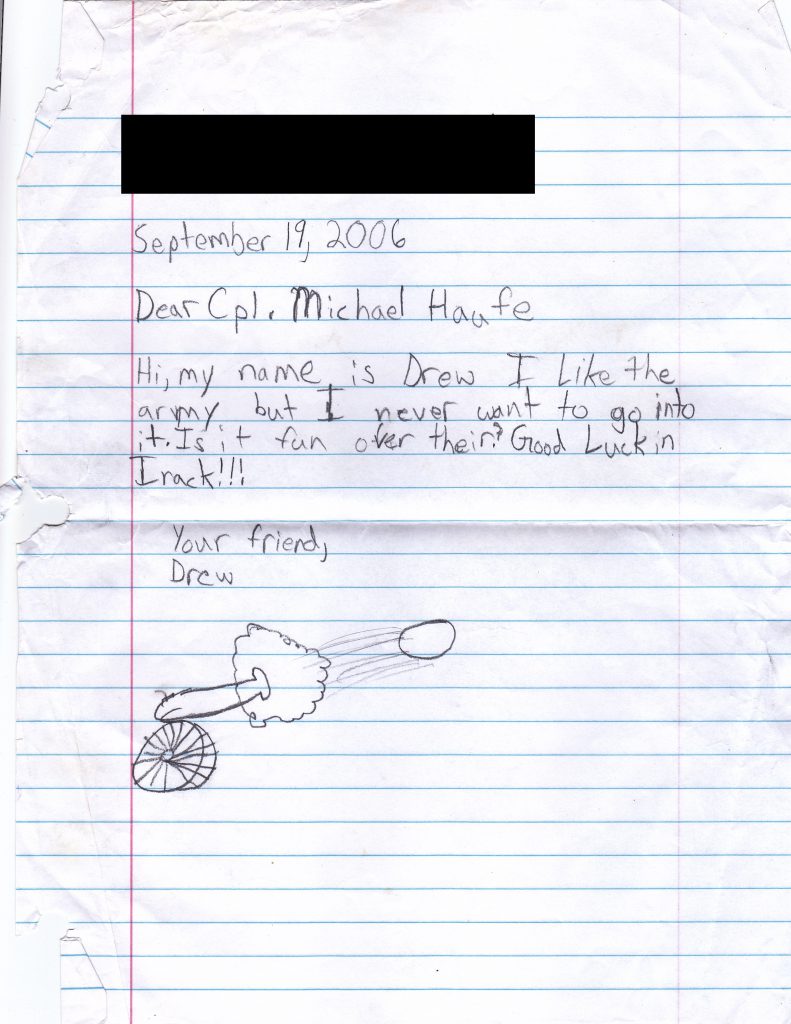 September 19, 2006
Dear Cpl. Michael Haufe
Hi, my name is Drew I Like the
army but I never want to go into
it. Is it fun over their? Good Luck in
Irack!!!
Your friend,
Drew